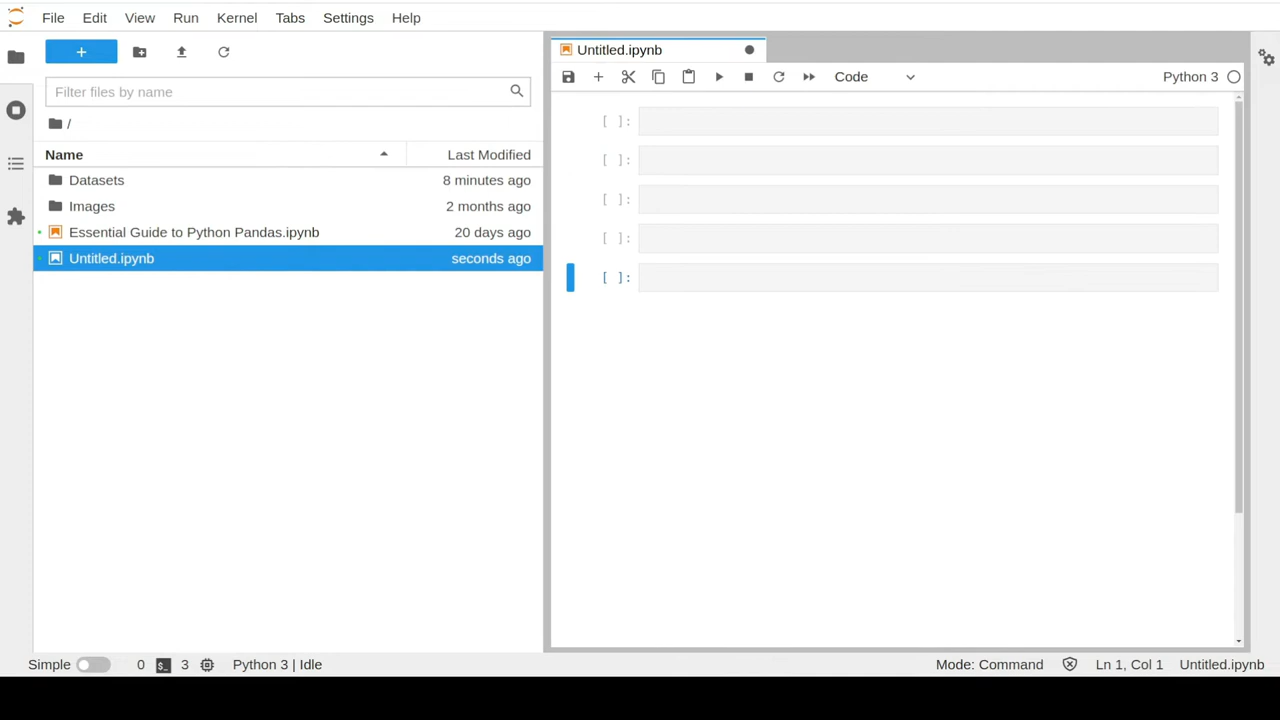 File Edit View Run Kernel Tabs Settings Help
+
Filter files by name
/
Name Last Modified
Datasets 8 minutes ago
Images 2 months ago
Essential Guide to Python Pandas.ipynb 20 days ago
Untitled.ipynb seconds ago
Untitled.ipynb
Code Python 3
[ ]:
[ ]:
[ ]:
[ ]:
[ ]:
Simple 0 $_ 3 Python 3 | Idle Mode: Command Ln 1, Col 1 Untitled.ipynb